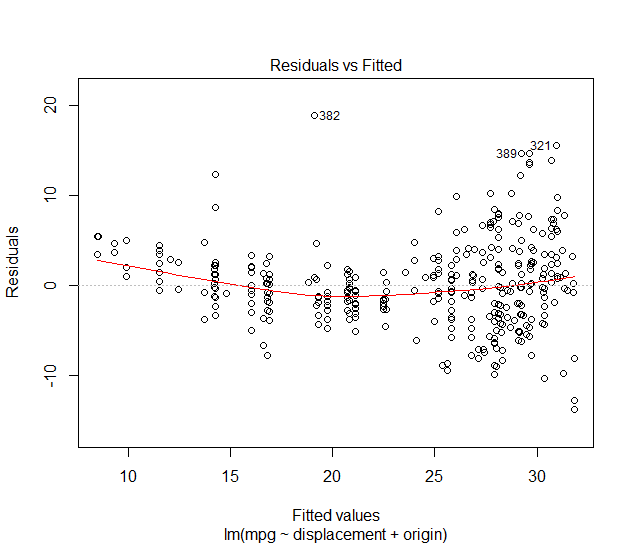 Residuals vs Fitted
20
10
0
-10
Residuals
382
389
321
10 15 20 25 30
Fitted values
lm(mpg ~ displacement + origin)